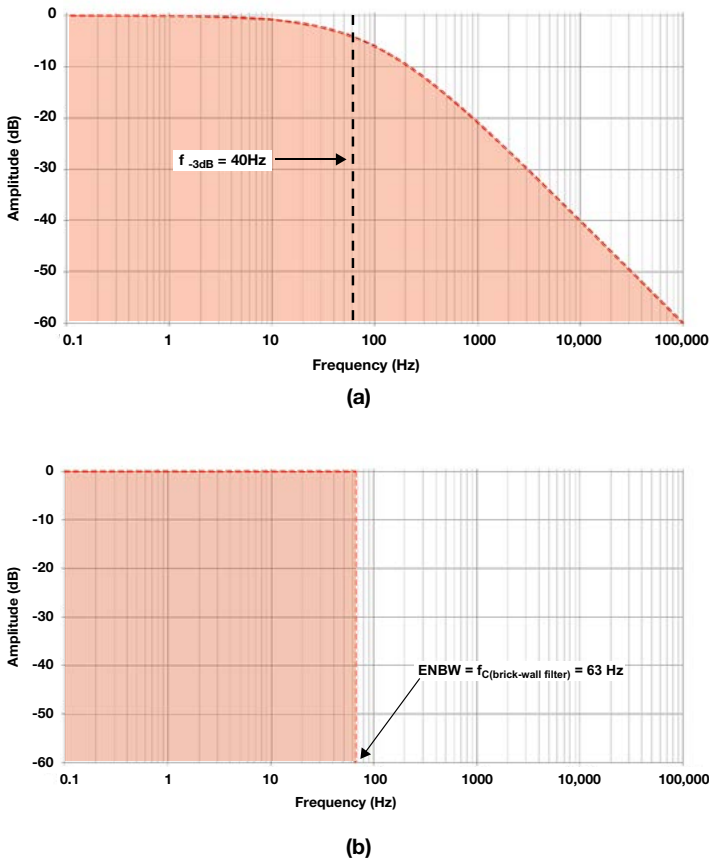 0
-10
-20
-30
-40
-50
-60
Amplitude (dB)
f -3dB = 40Hz
0.1 1 10 100 1000 10,000 100,000
Frequency (Hz)
(a)
0
-10
-20
-30
-40
-50
-60
Amplitude (dB)
ENBW = fC(brick-wall filter) = 63 Hz
0.1 1 10 100 1000 10,000 100,000
Frequency (Hz)
(b)